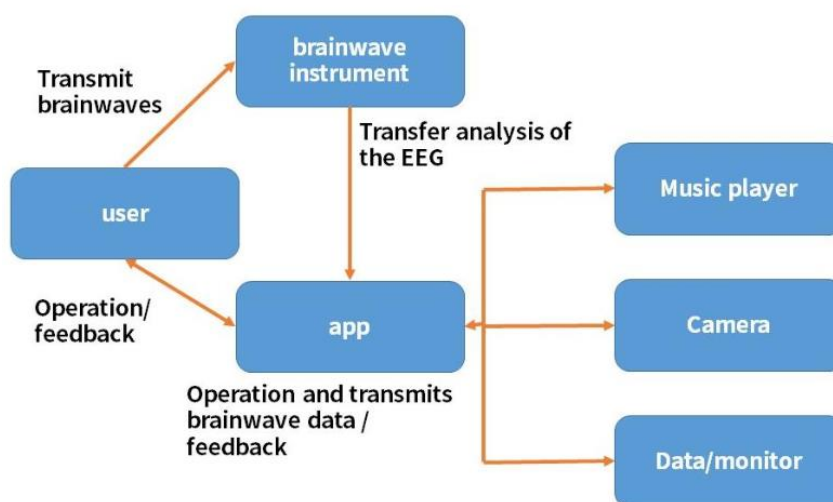 brainwave
instrument
Transmit
brainwaves
Transfer analysis of
the EEG
Music player
user
Operation/
feedback
app
Camera
Operation and transmits
brainwave data /
feedback
Data/monitor